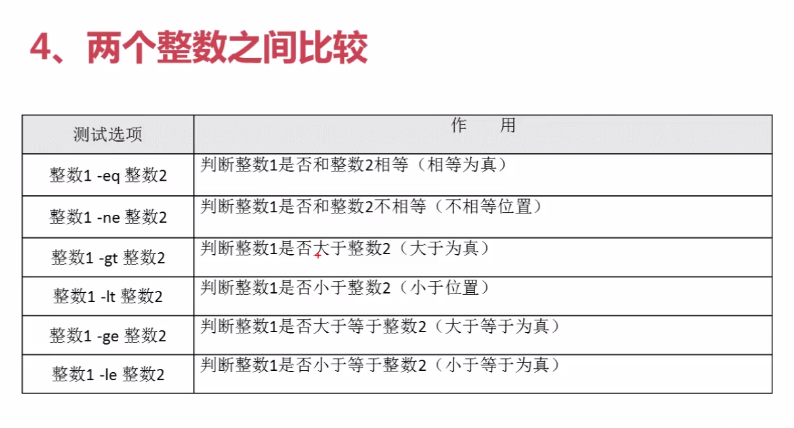 4、两个整数之间比较
测试选项 作 用
整数1 -eq 整数2 判断整数1是否和整数2相等（相等为真）
整数1 -ne 整数2 判断整数1是否和整数2不相等（不相等位置）
整数1 -gt 整数2 判断整数1是否大于整数2（大于为真）
整数1 -lt 整数2 判断整数1是否小于整数2（小于位置）
整数1 -ge 整数2 判断整数1是否大于等于整数2（大于等于为真）
整数1 -le 整数2 判断整数1是否小于等于整数2（小于等于为真）